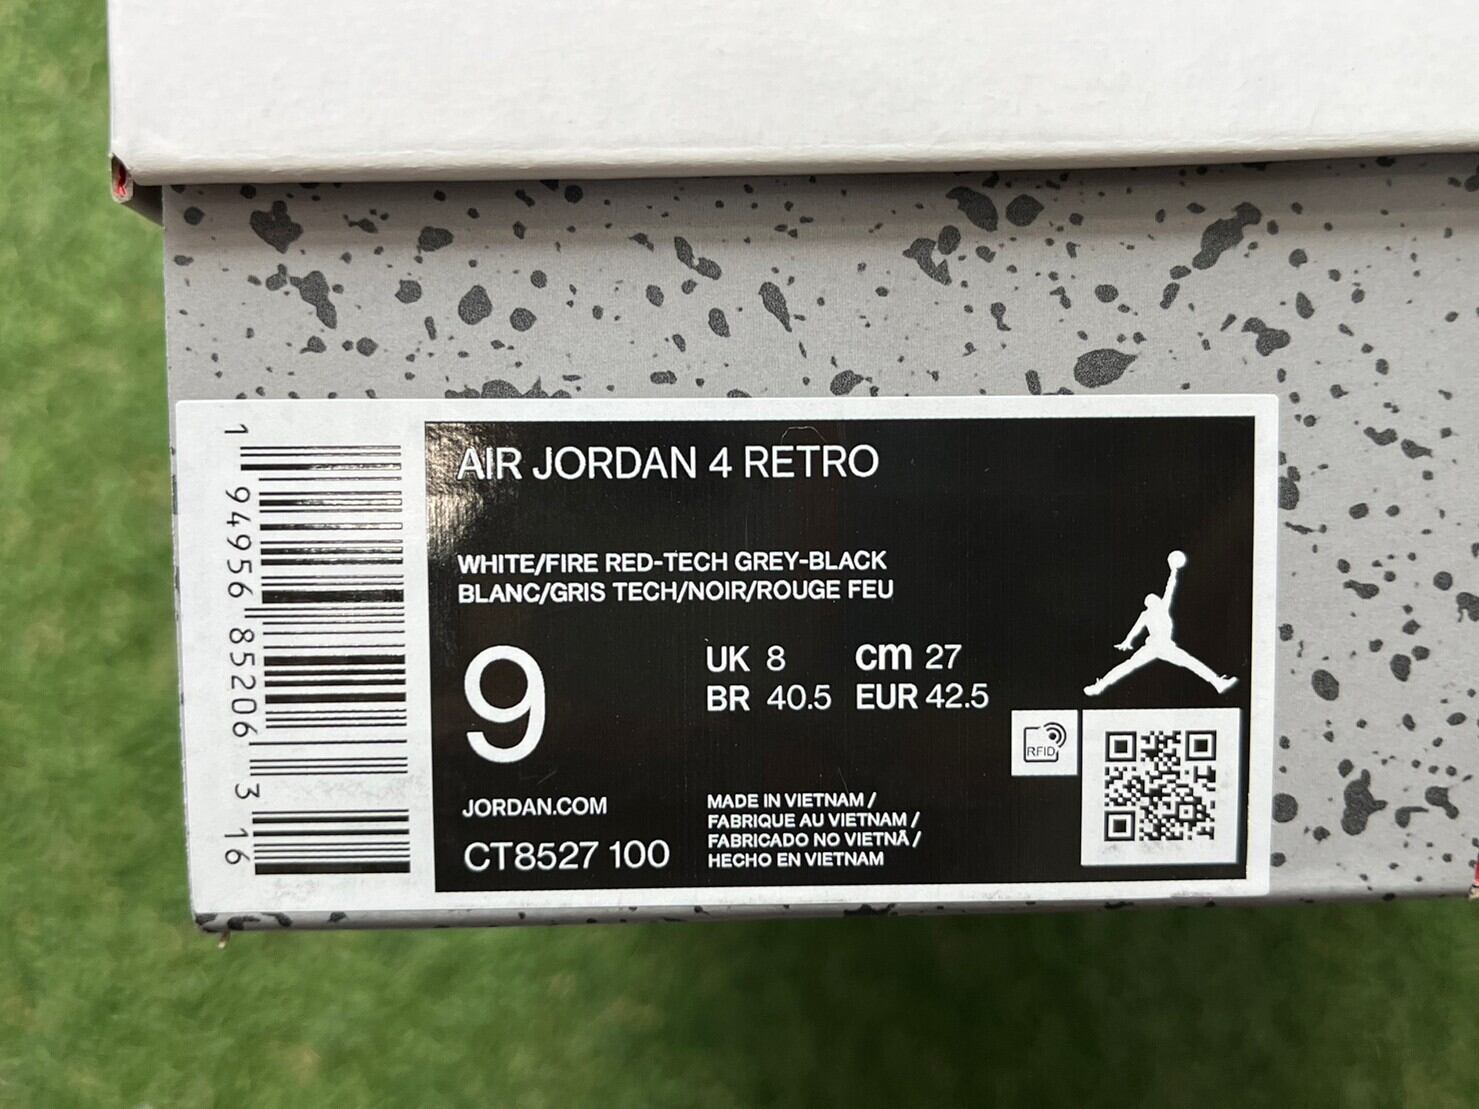 AIR JORDAN 4 RETRO
WHITE/FIRE RED-TECH GREY-BLACK
BLANC/GRIS TECH/NOIR/ROUGE FEU
9
UK 8 cm 27
BR 40.5 EUR 42.5
RFID
JORDAN.COM
CT8527 100
MADE IN VIETNAM /
FABRIQUE AU VIETNAM /
FABRICADO NO VIETNÃ /
HECHO EN VIETNAM
1 94956 85206 3 16